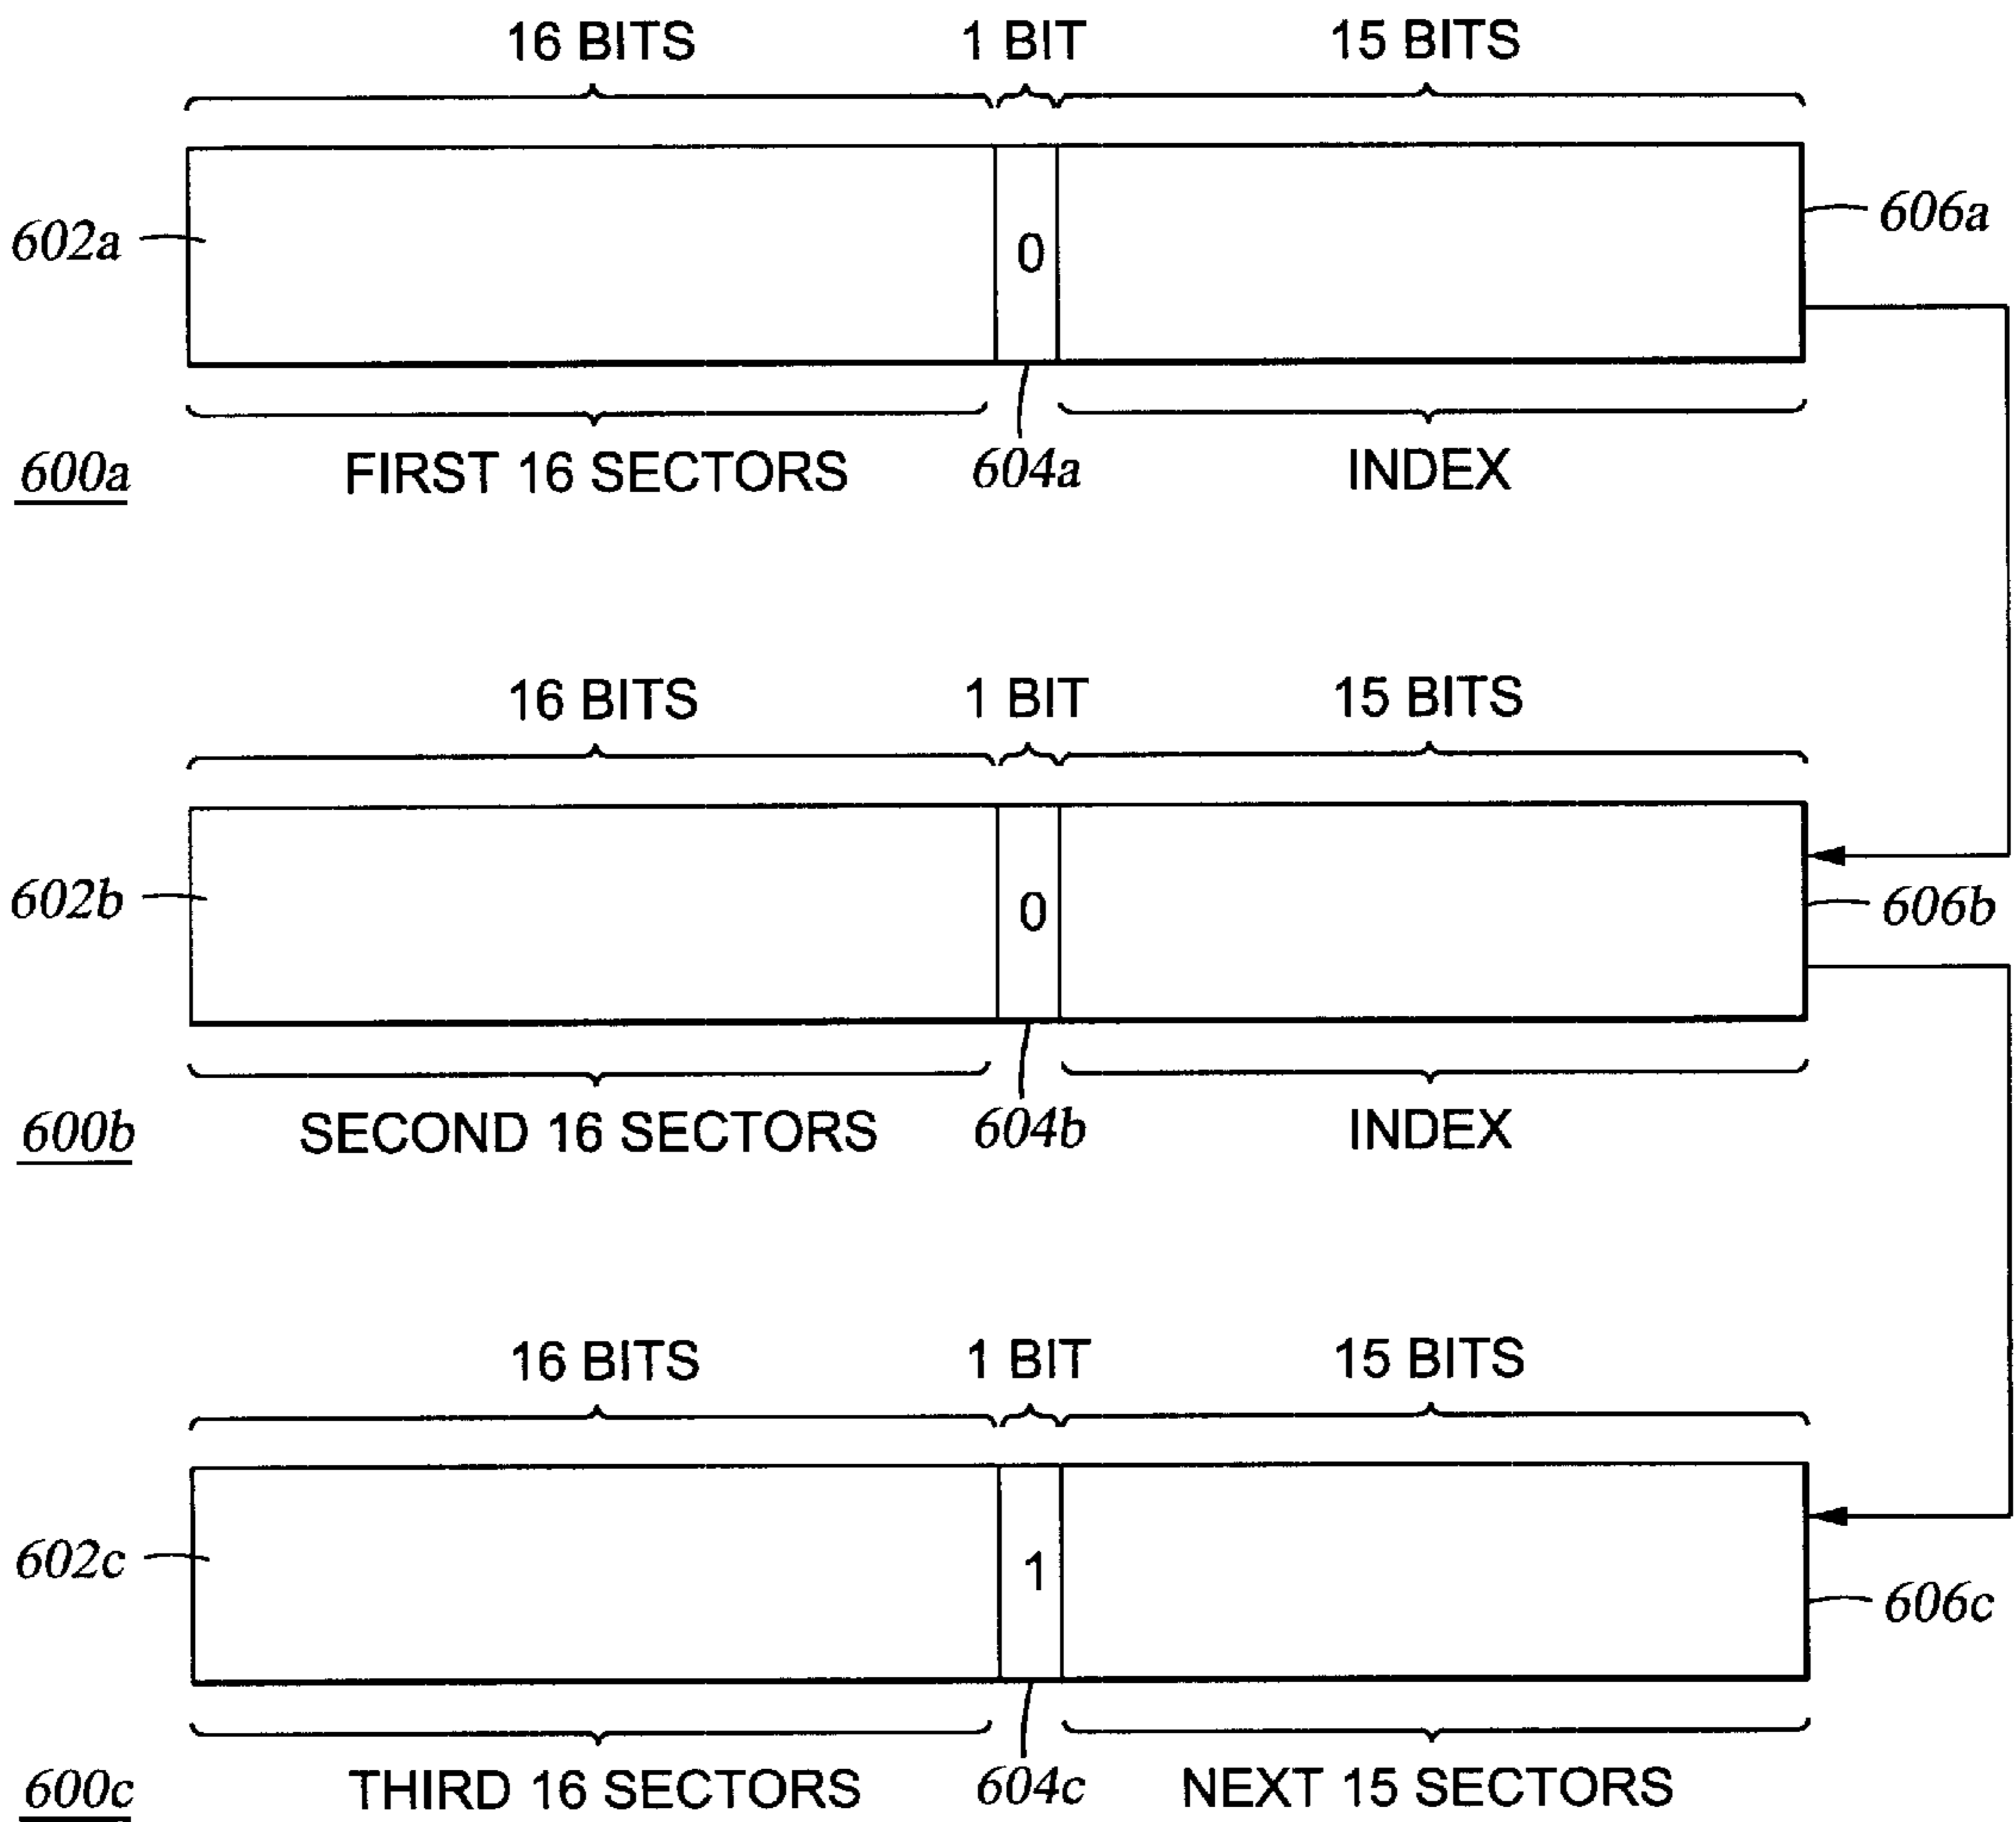 16 BITS 1 BIT 15 BITS
602a 0 606a
600a FIRST 16 SECTORS 604a INDEX
16 BITS 1 BIT 15 BITS
602b 0 606b
600b SECOND 16 SECTORS 604b INDEX
16 BITS 1 BIT 15 BITS
602c 1 606c
600c THIRD 16 SECTORS 604c NEXT 15 SECTORS